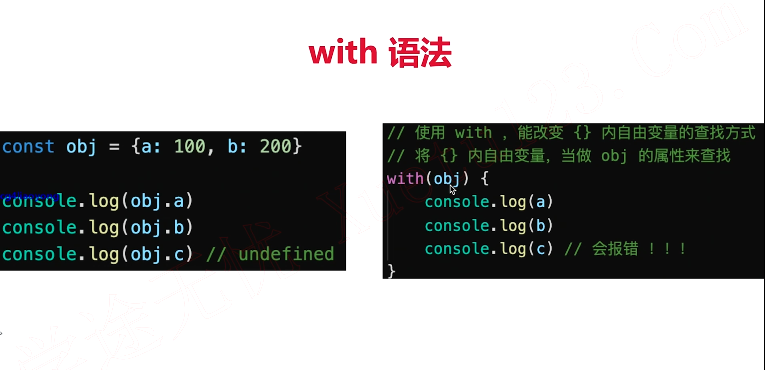 with 语法
const obj = {a: 100, b: 200}
console.log(obj.a)
console.log(obj.b)
console.log(obj.c) // undefined
// 使用 with ，能改变 {} 内自由变量的查找方式
// 将 {} 内自由变量，当做 obj 的属性来查找
with(obj) {
console.log(a)
console.log(b)
console.log(c) // 会报错 ！！！
}